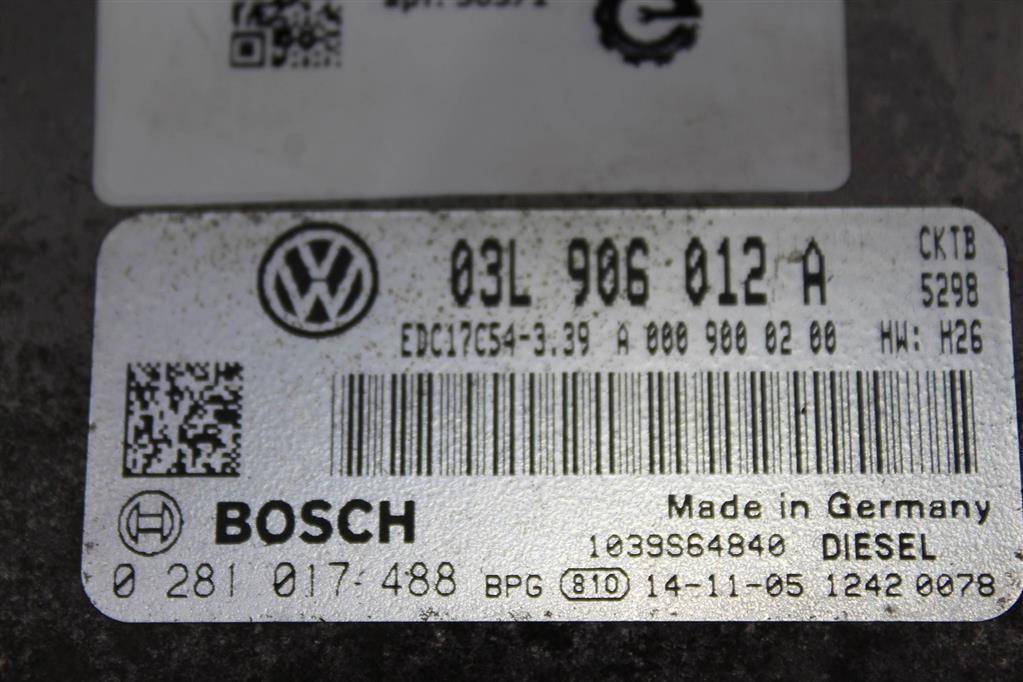 03L 906 012 A
CKTB
5298
EDC17C54-3.39 A 000 900 02 00 HW: H26
BOSCH
Made in Germany
1039S64840 DIESEL
0 281 017 488 BPG 810 14-11-05 1242 0078